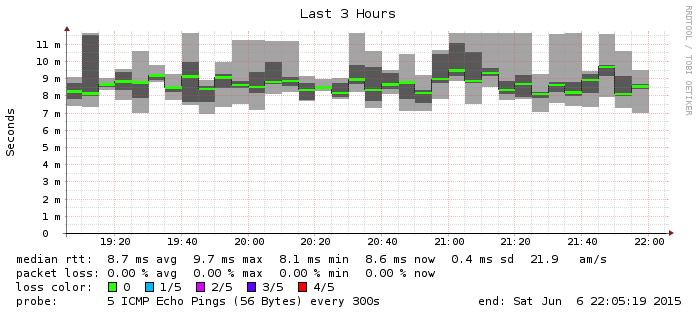 Last 3 Hours
RRDTOOL / TOBI OETIKER
Seconds
11 m
10 m
9 m
8 m
7 m
6 m
5 m
4 m
3 m
2 m
1 m
0
19:20 19:40 20:00 20:20 20:40 21:00 21:20 21:40 22:00
median rtt: 8.7 ms avg 9.7 ms max 8.1 ms min 8.6 ms now 0.4 ms sd 21.9 am/s
packet loss: 0.00 % avg 0.00 % max 0.00 % min 0.00 % now
loss color: 0 1/5 2/5 3/5 4/5
probe: 5 ICMP Echo Pings (56 Bytes) every 300s end: Sat Jun 6 22:05:19 2015